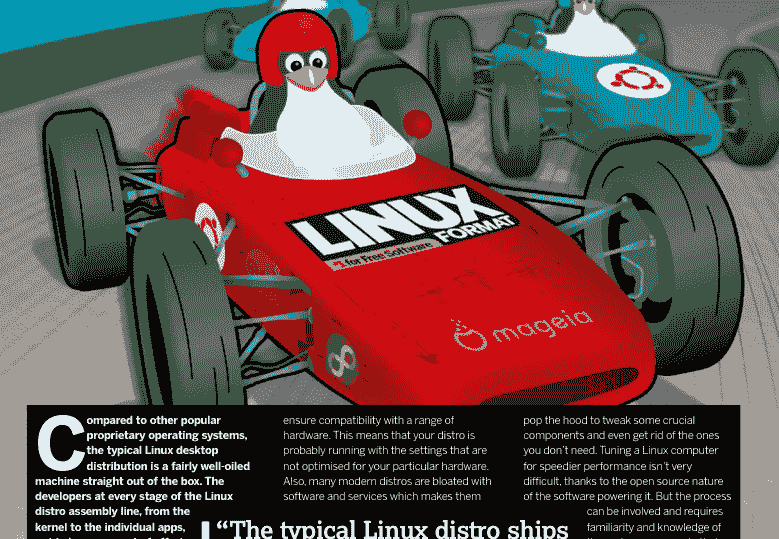 LINUX
FORMAT
#1 for Free Software
mageia
Compared to other popular
proprietary operating systems,
the typical Linux desktop
distribution is a fairly well-oiled
machine straight out of the box. The
developers at every stage of the Linux
distro assembly line, from the
kernel to the individual apps,
ensure compatibility with a range of
hardware. This means that your distro is
probably running with the settings that are
not optimised for your particular hardware.
Also, many modern distros are bloated with
software and services which makes them
“The typical Linux distro ships
pop the hood to tweak some crucial
components and even get rid of the ones
you don’t need. Tuning a Linux computer
for speedier performance isn’t very
difficult, thanks to the open source nature
of the software powering it. But the process
can be involved and requires
familiarity and knowledge of